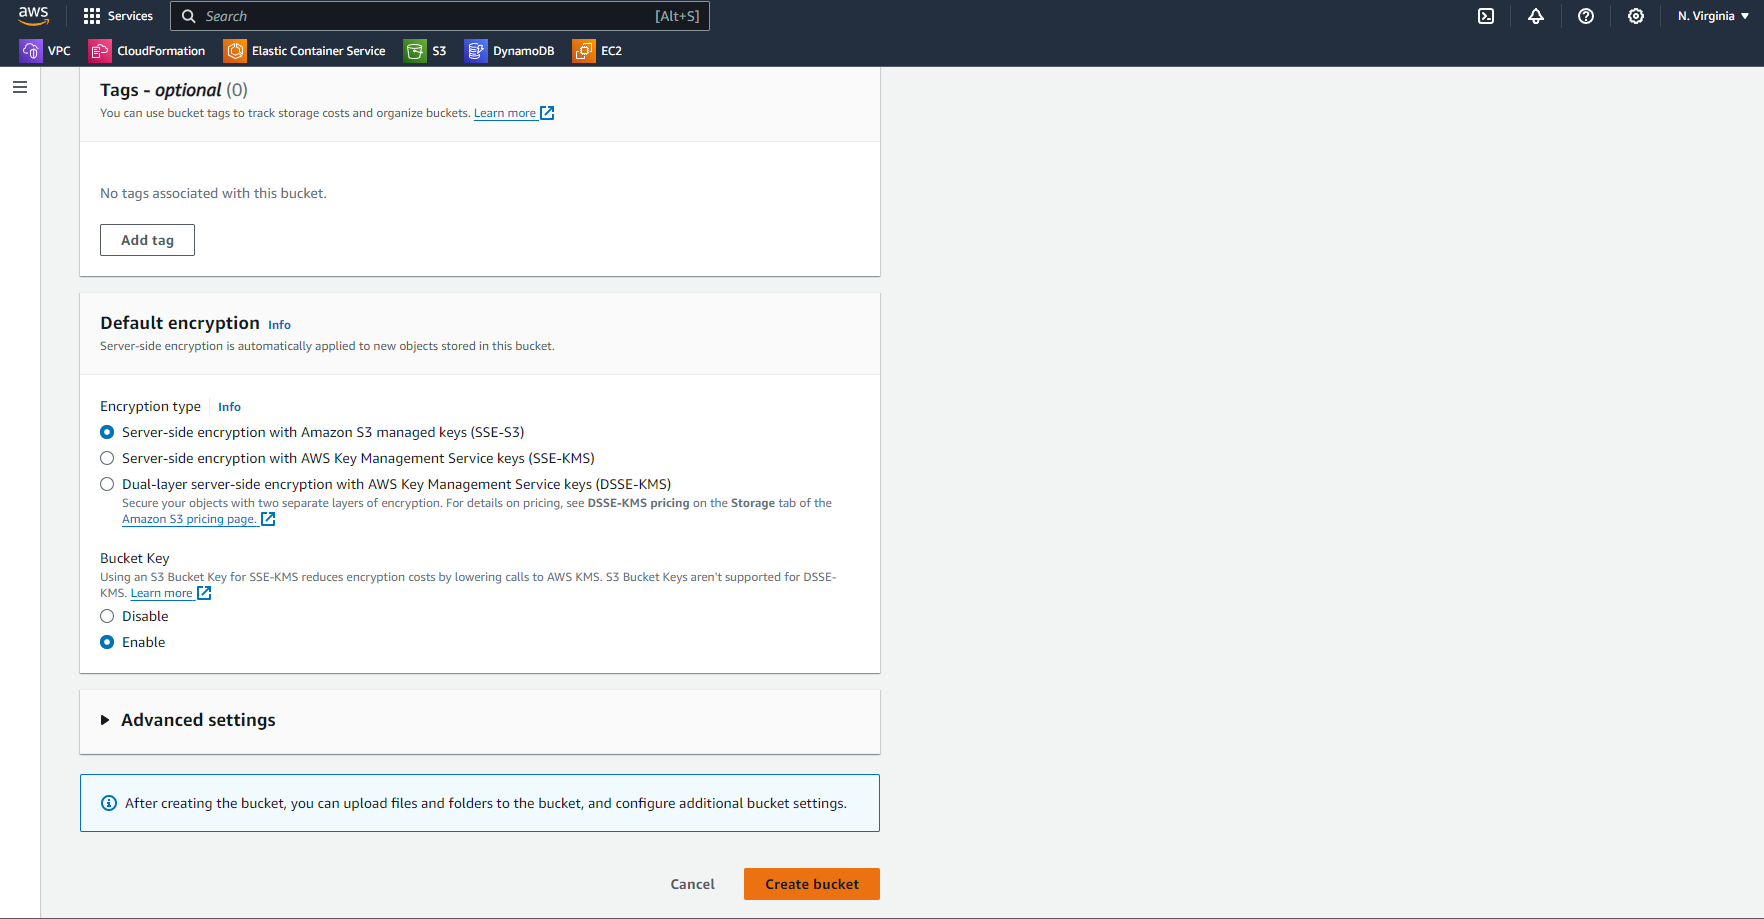 aws Services Search [Alt+S] N. Virginia
VPC CloudFormation Elastic Container Service S3 DynamoDB EC2
Tags - optional (0)
You can use bucket tags to track storage costs and organize buckets. Learn more
No tags associated with this bucket.
Add tag
Default encryption Info
Server-side encryption is automatically applied to new objects stored in this bucket.
Encryption type Info
Server-side encryption with Amazon S3 managed keys (SSE-S3)
Server-side encryption with AWS Key Management Service keys (SSE-KMS)
Dual-layer server-side encryption with AWS Key Management Service keys (DSSE-KMS)
Secure your objects with two separate layers of encryption. For details on pricing, see DSSE-KMS pricing on the Storage tab of the
Amazon S3 pricing page.
Bucket Key
Using an S3 Bucket Key for SSE-KMS reduces encryption costs by lowering calls to AWS KMS. S3 Bucket Keys aren't supported for DSSE-
KMS. Learn more
Disable
Enable
Advanced settings
After creating the bucket, you can upload files and folders to the bucket, and configure additional bucket settings.
Cancel Create bucket